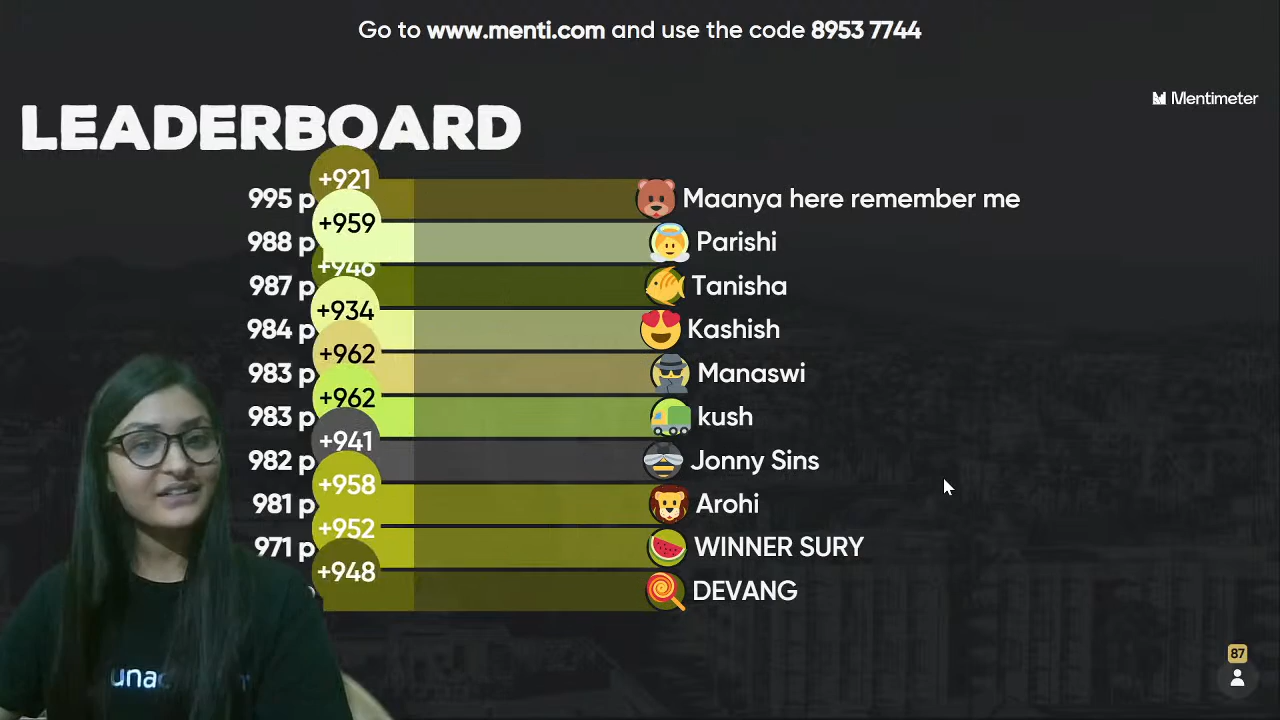 Go to www.menti.com and use the code 8953 7744
Mentimeter
LEADERBOARD
995 p +921 Maanya here remember me
988 p +959 Parishi
987 p +946 Tanisha
984 p +934 Kashish
983 p +962 Manaswi
983 p +962 kush
982 p +941 Jonny Sins
981 p +958 Arohi
971 p +952 WINNER SURY
+948 DEVANG
87